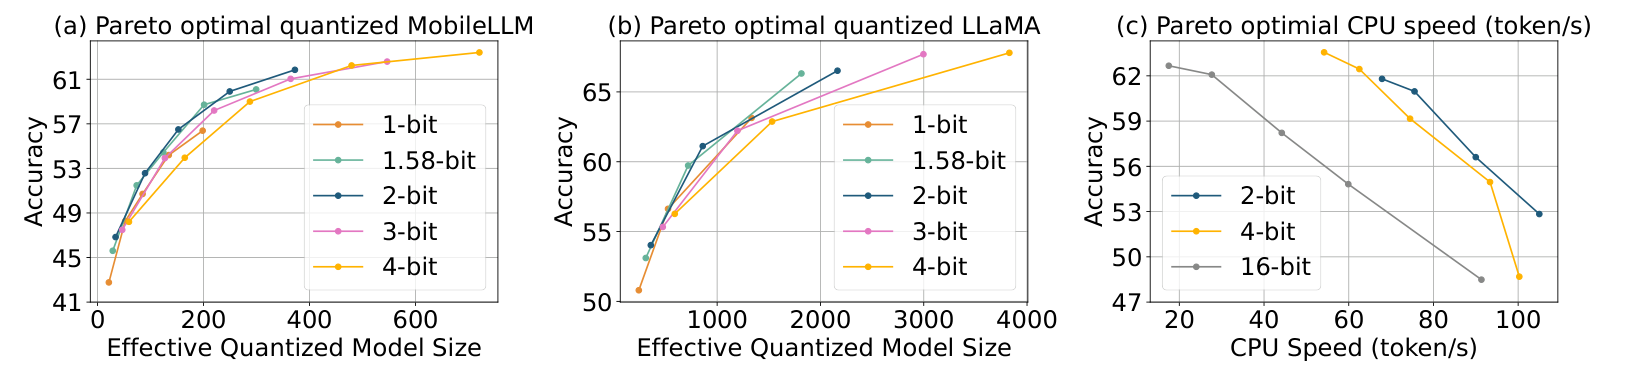 (a) Pareto optimal quantized MobileLLM
61
57
53
49
45
41
Accuracy
0 200 400 600
Effective Quantized Model Size
1-bit
1.58-bit
2-bit
3-bit
4-bit
(b) Pareto optimal quantized LLaMA
65
60
55
50
Accuracy
1000 2000 3000 4000
Effective Quantized Model Size
1-bit
1.58-bit
2-bit
3-bit
4-bit
(c) Pareto optimial CPU speed (token/s)
62
59
56
53
50
47
Accuracy
20 40 60 80 100
CPU Speed (token/s)
2-bit
4-bit
16-bit